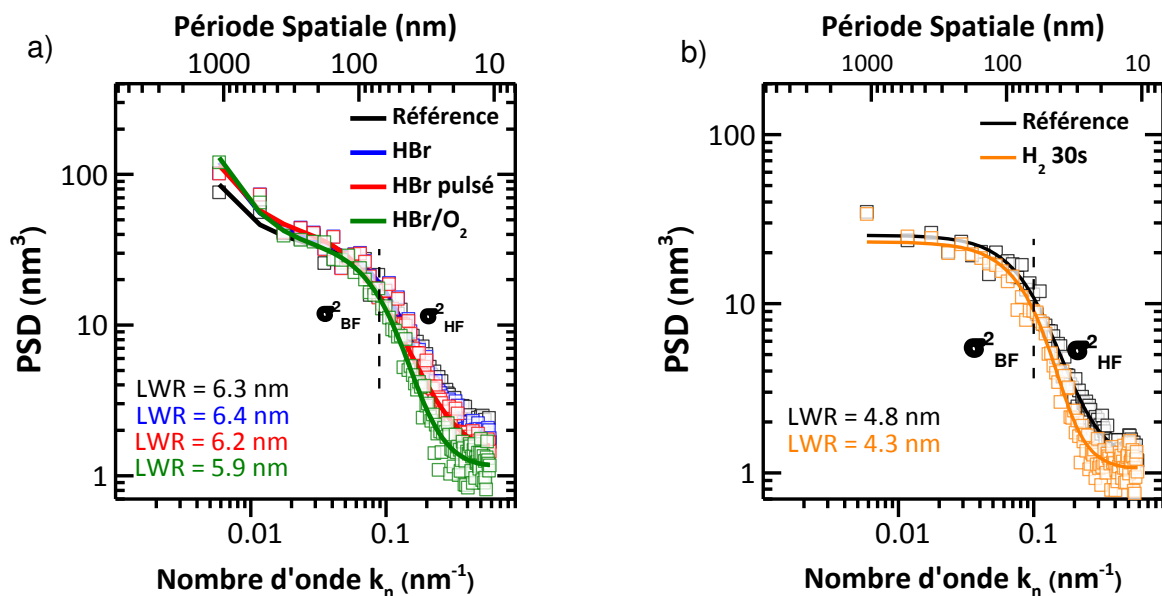 a)
Période Spatiale (nm)
1000 100 10
Référence
HBr
HBr pulsé
HBr/O₂
100
10
1
PSD (nm³)
σ²BF
σ²HF
LWR = 6.3 nm
LWR = 6.4 nm
LWR = 6.2 nm
LWR = 5.9 nm
0.01 0.1
Nombre d'onde kₙ (nm⁻¹)
b)
Période Spatiale (nm)
1000 100 10
Référence
H₂ 30s
100
10
1
PSD (nm³)
σ²BF
σ²HF
LWR = 4.8 nm
LWR = 4.3 nm
0.01 0.1
Nombre d'onde kₙ (nm⁻¹)